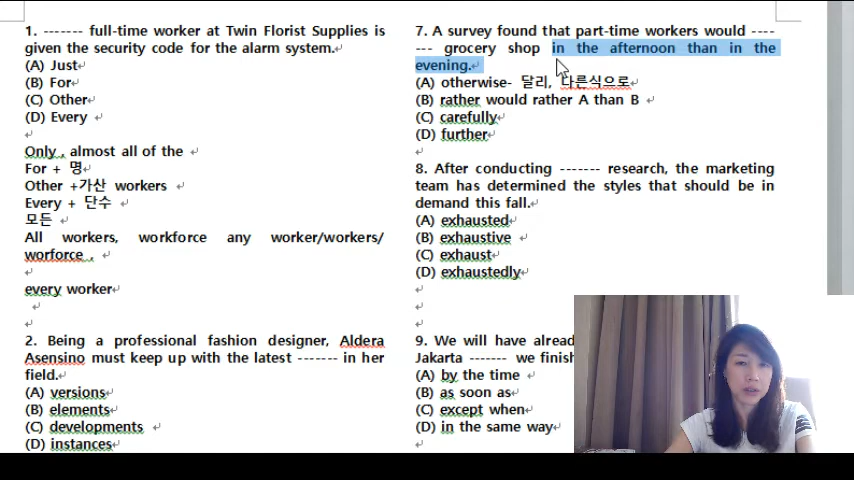 1. ------- full-time worker at Twin Florist Supplies is
given the security code for the alarm system.
(A) Just
(B) For
(C) Other
(D) Every
Only , almost all of the
For + 명
Other +가산 workers
Every + 단수
모든
All workers, workforce any worker/workers/
worforce ,
every worker
2. Being a professional fashion designer, Aldera
Asensino must keep up with the latest ------- in her
field.
(A) versions
(B) elements
(C) developments
(D) instances
7. A survey found that part-time workers would ----
--- grocery shop in the afternoon than in the
evening.
(A) otherwise- 달리, 다른식으로
(B) rather would rather A than B
(C) carefully
(D) further
8. After conducting ------- research, the marketing
team has determined the styles that should be in
demand this fall.
(A) exhausted
(B) exhaustive
(C) exhaust
(D) exhaustedly
9. We will have alread
Jakarta ------- we finish
(A) by the time
(B) as soon as
(C) except when
(D) in the same way